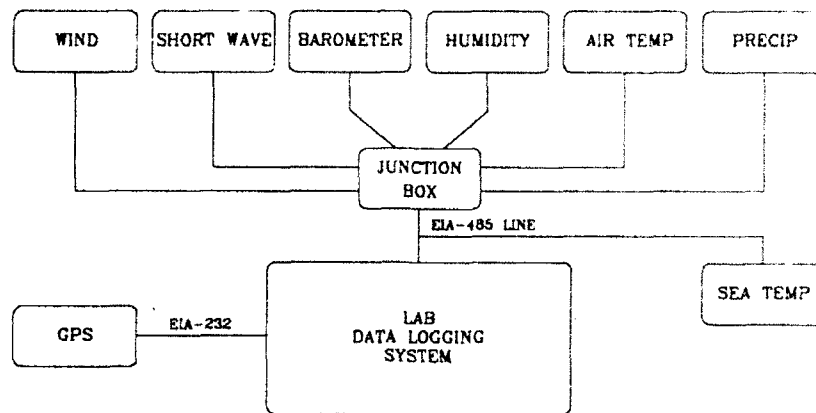 WIND
SHORT WAVE
BAROMETER
HUMIDITY
AIR TEMP
PRECIP
JUNCTION
BOX
EIA-485 LINE
SEA TEMP
GPS
EIA-232
LAB
DATA LOGGING
SYSTEM